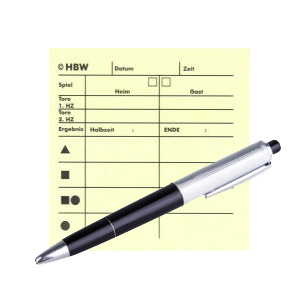 © HBW Datum Zeit
Spiel
Heim Gast
Tore
1. HZ
Tore
2. HZ
Ergebnis Halbzeit : ENDE :